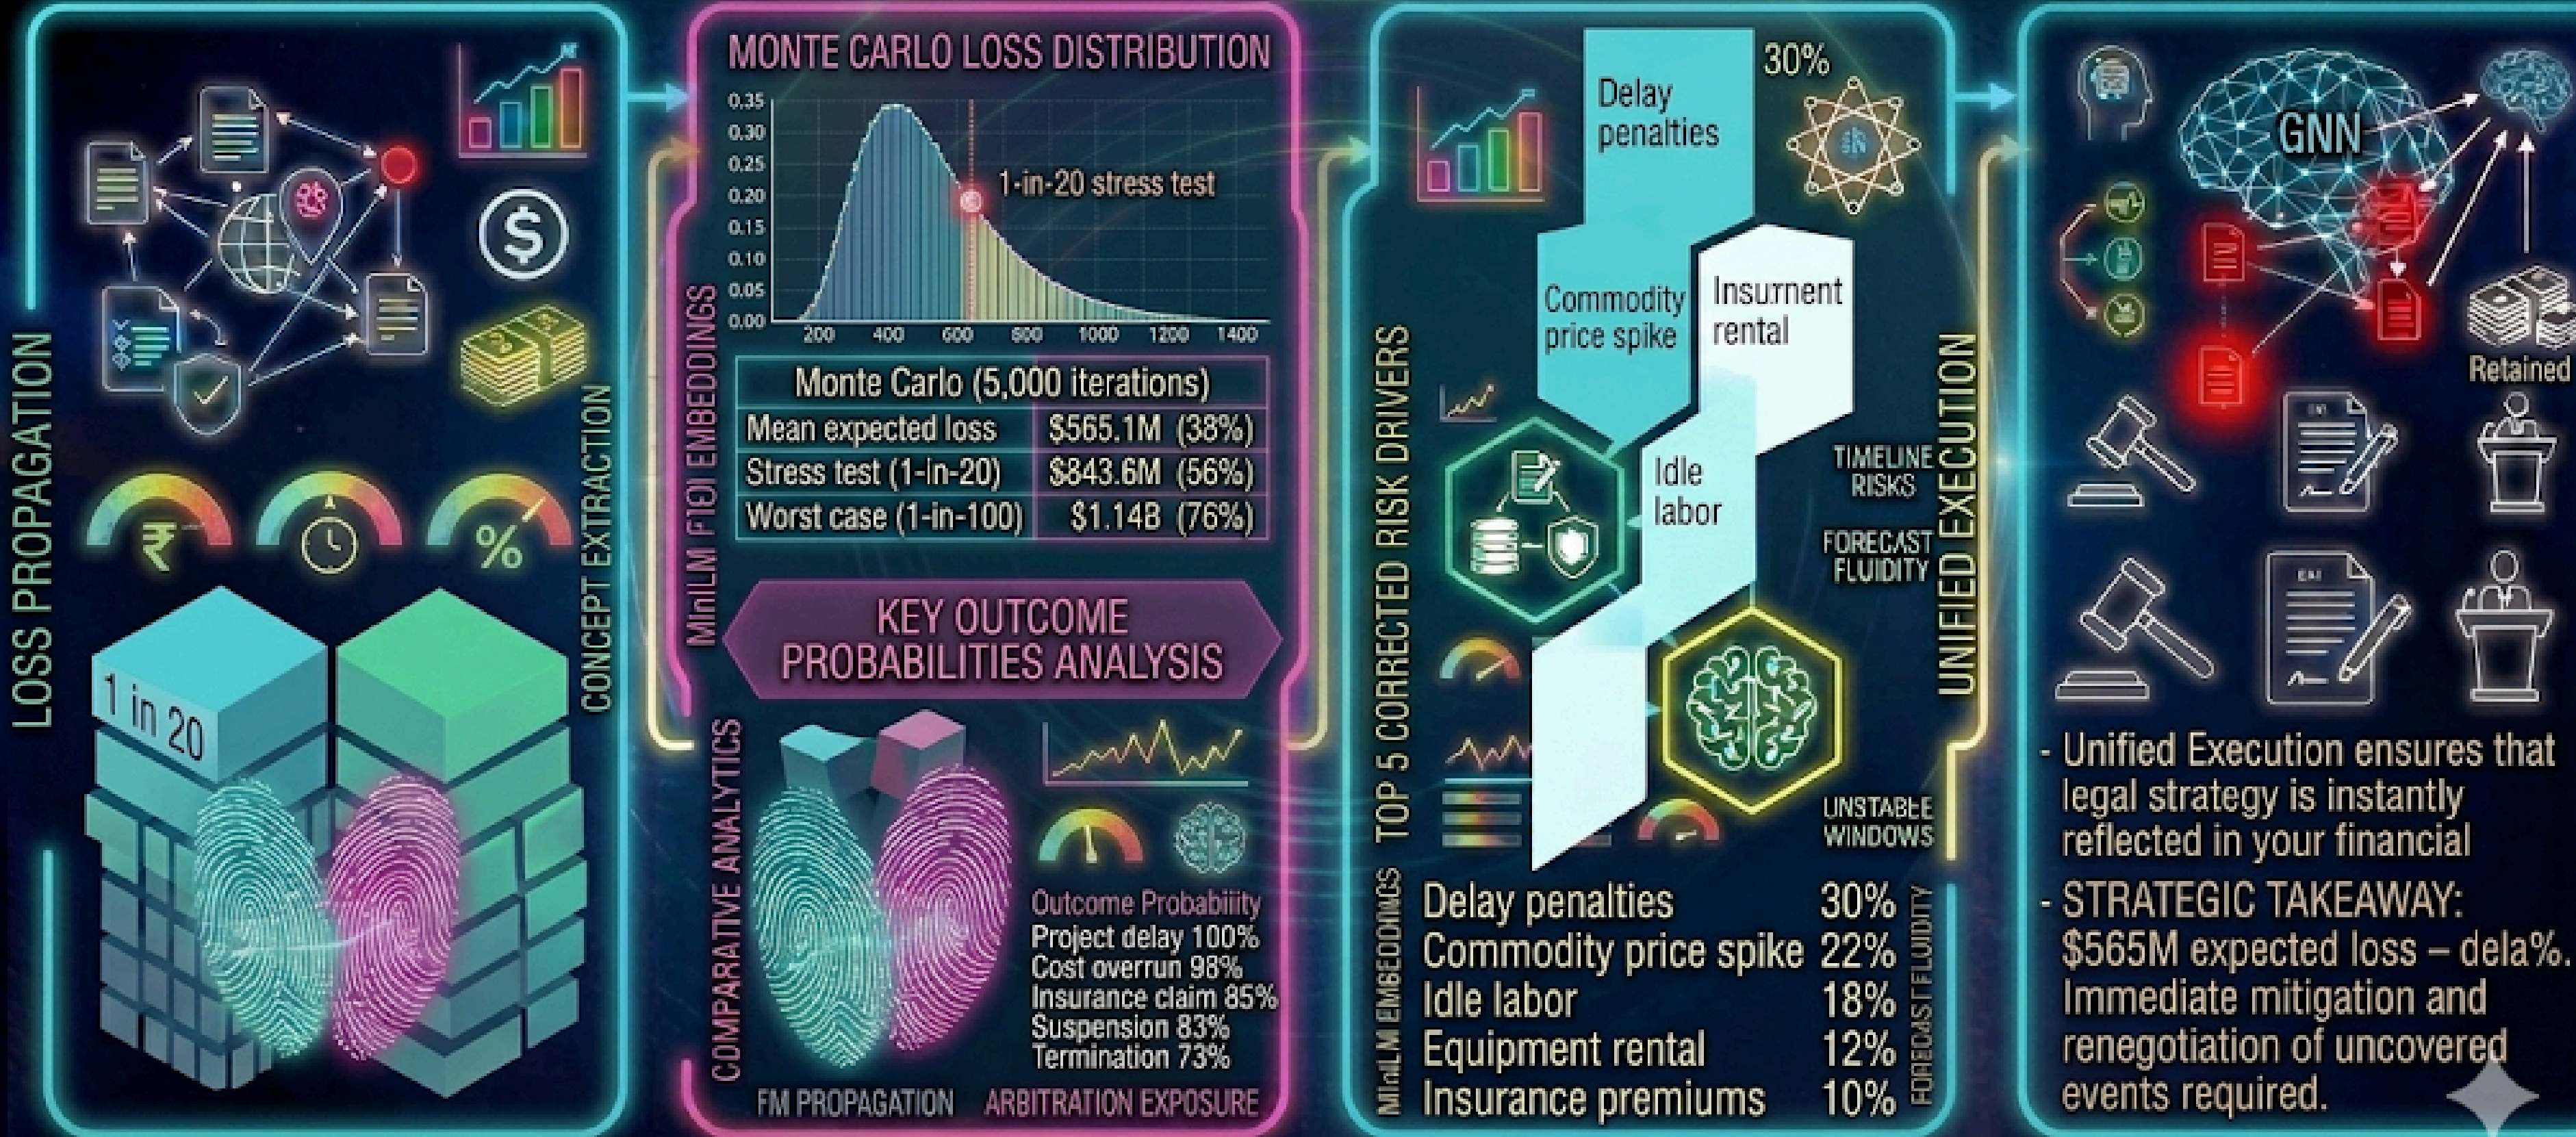 LOSS PROPAGATION
₹
%
$
1 in 20
CONCEPT EXTRACTION
MONTE CARLO LOSS DISTRIBUTION
0.35
0.30
0.25
0.20
0.15
0.10
0.05
0.00
200 400 600 800 1000 1200 1400
1-in-20 stress test
Monte Carlo (5,000 iterations)
Mean expected loss $565.1M (38%)
Stress test (1-in-20) $843.6M (56%)
Worst case (1-in-100) $1.14B (76%)
EMBEDDINGS
KEY OUTCOME
PROBABILITIES ANALYSIS
COMPARATIVE ANALYTICS
Outcome Probability
Project delay 100%
Cost overrun 98%
Insurance claim 85%
Suspension 83%
Termination 73%
FM PROPAGATION ARBITRATION EXPOSURE
TOP 5 CORRECTED RISK DRIVERS
30%
Delay
penalties
Commodity
price spike
Insurnent
rental
Idle
labor
TIMELINE
RISKS
FORECAST
FLUIDITY
UNSTABLE
WINDOWS
UNIFIED EXECUTION
Delay penalties 30%
Commodity price spike 22%
Idle labor 18%
Equipment rental 12%
Insurance premiums 10%
GNN
Retained
- Unified Execution ensures that
legal strategy is instantly
reflected in your financial
- STRATEGIC TAKEAWAY:
$565M expected loss – dela%.
Immediate mitigation and
renegotiation of uncovered
events required.